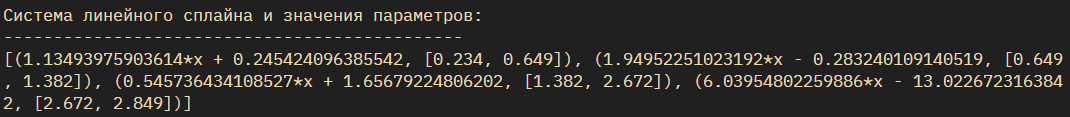 Система линейного сплайна и значения параметров:
----------------------------------------------
[(1.13493975903614*x + 0.245424096385542, [0.234, 0.649]), (1.94952251023192*x - 0.283240109140519, [0.649
, 1.382]), (0.545736434108527*x + 1.65679224806202, [1.382, 2.672]), (6.03954802259886*x - 13.022672316384
2, [2.672, 2.849])]